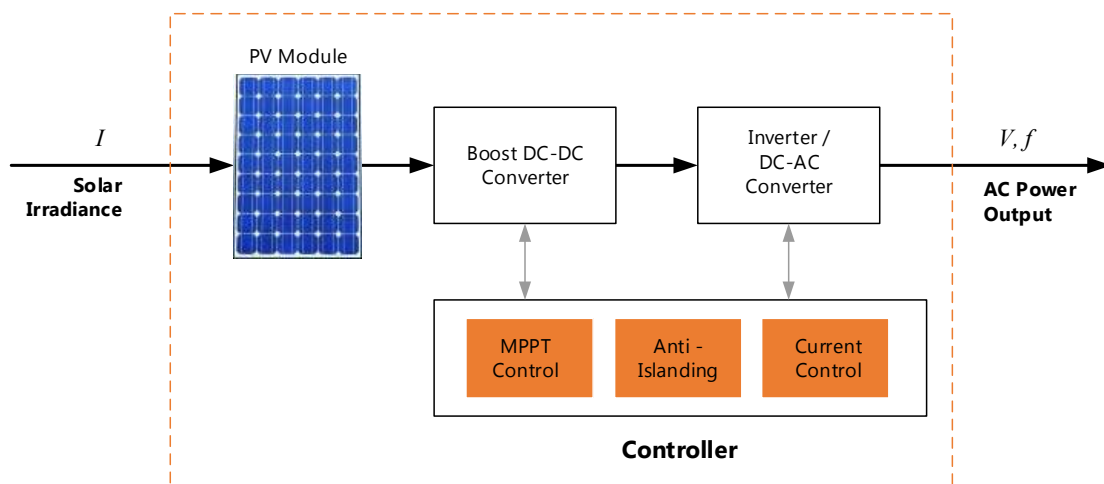 PV Module
I
Solar
Irradiance
Boost DC-DC
Converter
Inverter /
DC-AC
Converter
V, f
AC Power
Output
MPPT
Control
Anti -
Islanding
Current
Control
Controller